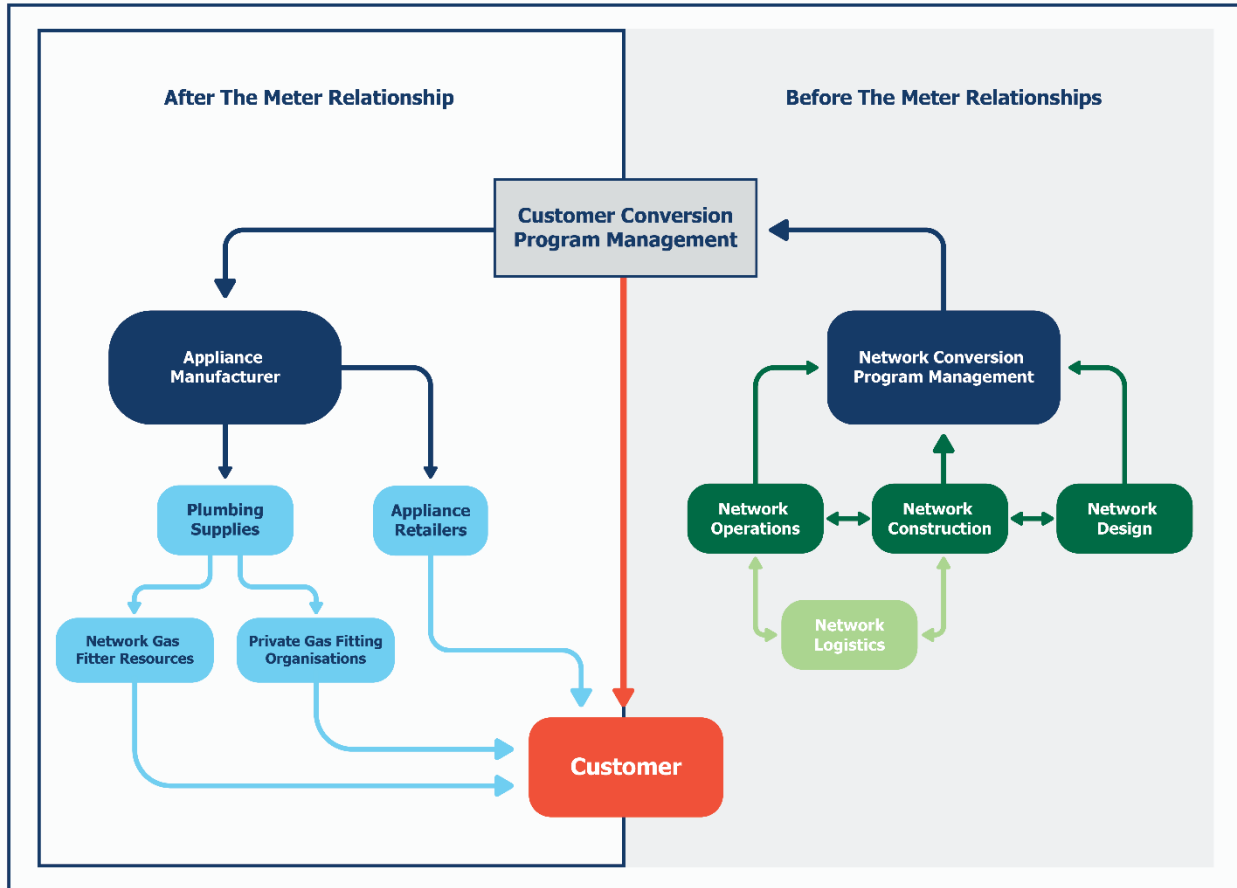 After The Meter Relationship
Before The Meter Relationships
Customer Conversion
Program Management
Appliance
Manufacturer
Network Conversion
Program Management
Plumbing
Supplies
Appliance
Retailers
Network
Operations
Network
Construction
Network
Design
Network Gas
Fitter Resources
Private Gas Fitting
Organisations
Network
Logistics
Customer